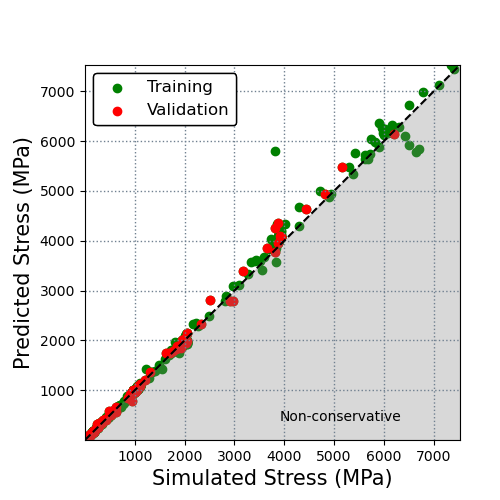 Training
Validation
Predicted Stress (MPa)
7000
6000
5000
4000
3000
2000
1000
Non-conservative
1000 2000 3000 4000 5000 6000 7000
Simulated Stress (MPa)